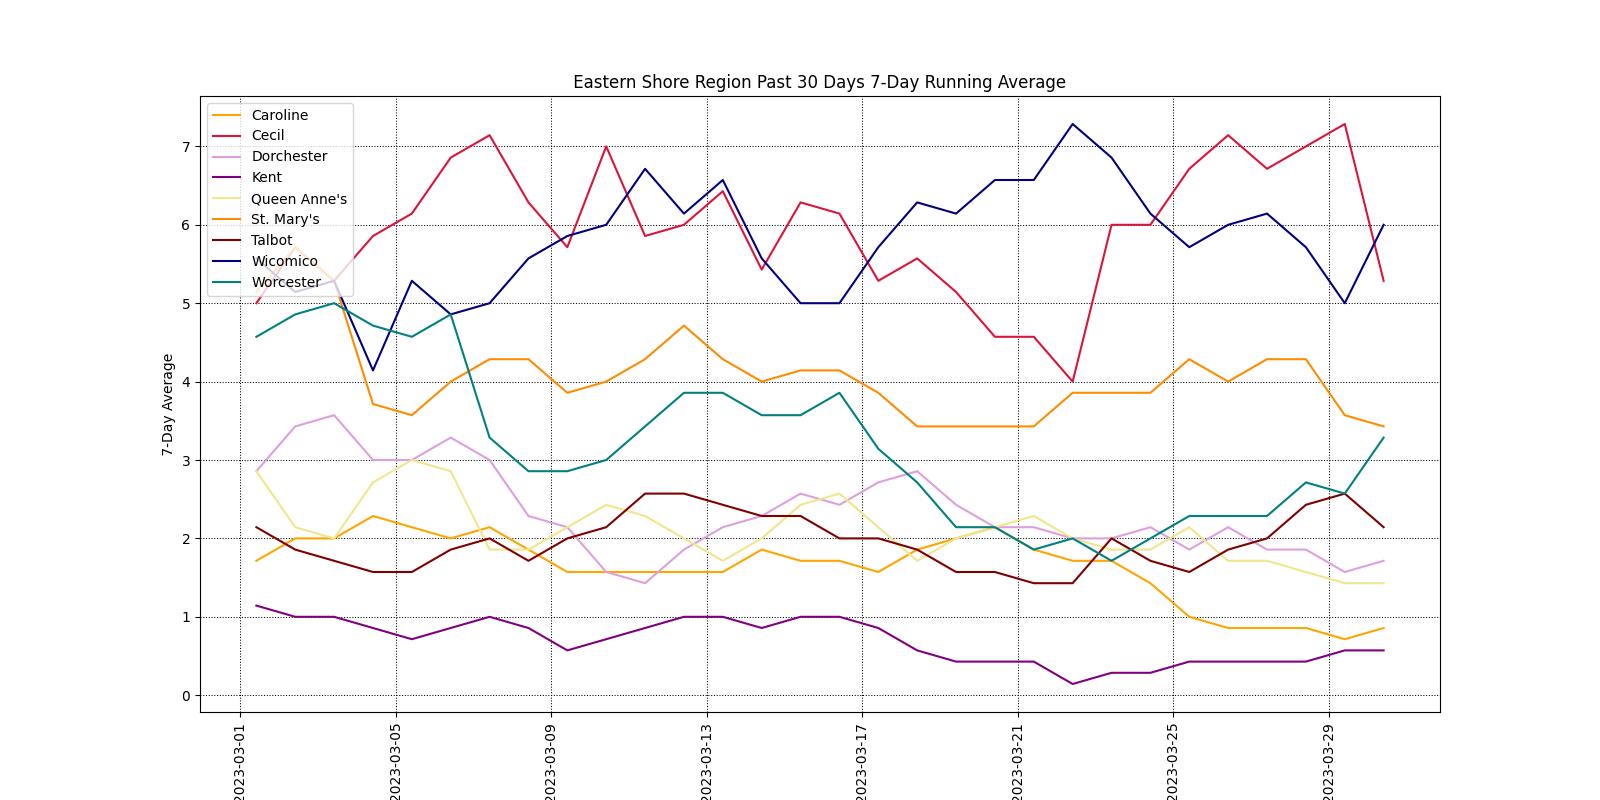 Eastern Shore Region Past 30 Days 7-Day Running Average
Caroline
Cecil
Dorchester
Kent
Queen Anne's
St. Mary's
Talbot
Wicomico
Worcester
7-Day Average
7
6
5
4
3
2
1
0
2023-03-01
2023-03-05
2023-03-09
2023-03-13
2023-03-17
2023-03-21
2023-03-25
2023-03-29